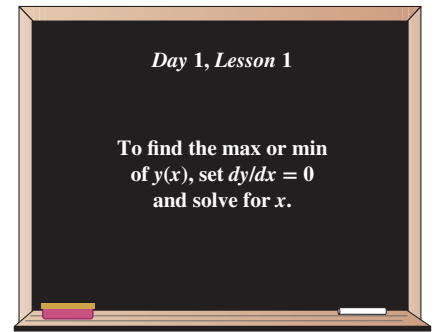 Day 1, Lesson 1
To find the max or min
of y(x), set dy/dx = 0
and solve for x.